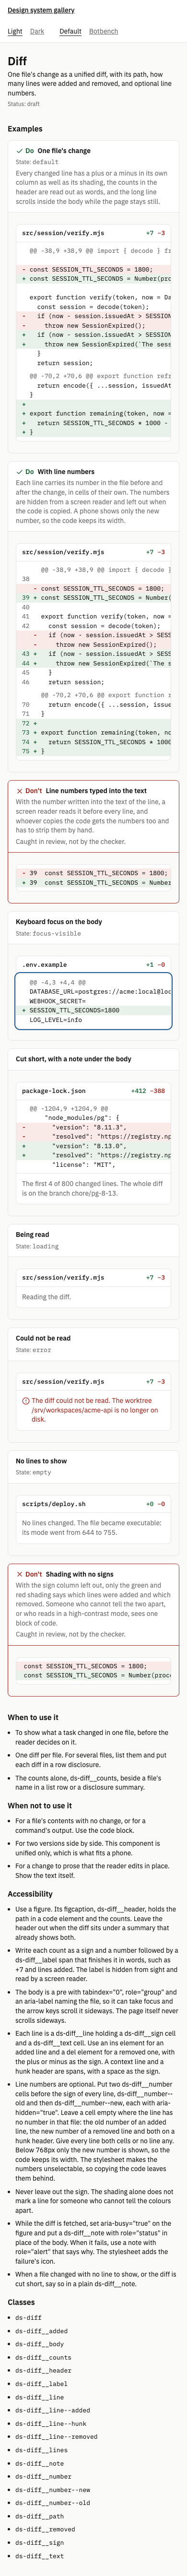 Design system gallery
Light Dark Default Botbench
Diff
One file's change as a unified diff, with its path, how
many lines were added and removed, and optional line
numbers.
Status: draft
Examples
Do One file's change
State: default
Every changed line has a plus or a minus in its own
column as well as its shading, the counts in the
header are read out as words, and the long line
scrolls inside the body while the page stays still.
src/session/verify.mjs +7 −3
@@ -38,9 +38,9 @@ import { decode } fr
- const SESSION_TTL_SECONDS = 1800;
+ const SESSION_TTL_SECONDS = Number(proc
export function verify(token, now = Da
const session = decode(token);
- if (now - session.issuedAt > SESSION
- throw new SessionExpired();
+ if (now - session.issuedAt > SESSION
+ throw new SessionExpired(`The sess
}
return session;
@@ -70,2 +70,6 @@ export function refr
return encode({ ...session, issuedAt
}
+
+ export function remaining(token, now =
+ return SESSION_TTL_SECONDS * 1000 -
+ }
Do With line numbers
Each line carries its number in the file before and
after the change, in cells of their own. The numbers
are hidden from a screen reader and left out when
the code is copied. A phone shows only the new
number, so the code keeps its width.
src/session/verify.mjs +7 −3
@@ -38,9 +38,9 @@ import { decode }
38
- const SESSION_TTL_SECONDS = 1800;
39 + const SESSION_TTL_SECONDS = Number(
40
41 export function verify(token, now =
42 const session = decode(token);
- if (now - session.issuedAt > SESS
- throw new SessionExpired();
43 + if (now - session.issuedAt > SESS
44 + throw new SessionExpired(`The s
45 }
46 return session;
@@ -70,2 +70,6 @@ export function r
70 return encode({ ...session, issued
71 }
72 +
73 + export function remaining(token, no
74 + return SESSION_TTL_SECONDS * 1000
75 + }
Don't Line numbers typed into the text
With the number written into the text of the line, a
screen reader reads it before every line, and
whoever copies the code gets the numbers too and
has to strip them by hand.
Caught in review, not by the checker.
- 39 const SESSION_TTL_SECONDS = 1800;
+ 39 const SESSION_TTL_SECONDS = Number
Keyboard focus on the body
State: focus-visible
.env.example +1 −0
@@ -4,3 +4,4 @@
DATABASE_URL=postgres://acme:local@loc
WEBHOOK_SECRET=
+ SESSION_TTL_SECONDS=1800
LOG_LEVEL=info
Cut short, with a note under the body
package-lock.json +412 −388
@@ -1204,9 +1204,9 @@
"node_modules/pg": {
- "version": "8.11.3",
- "resolved": "https://registry.np
+ "version": "8.13.0",
+ "resolved": "https://registry.np
"license": "MIT",
The first 4 of 800 changed lines. The whole diff
is on the branch chore/pg-8-13.
Being read
State: loading
src/session/verify.mjs +7 −3
Reading the diff.
Could not be read
State: error
src/session/verify.mjs +7 −3
The diff could not be read. The worktree
/srv/workspaces/acme-api is no longer on
disk.
No lines to show
State: empty
scripts/deploy.sh +0 −0
No lines changed. The file became executable:
its mode went from 644 to 755.
Don't Shading with no signs
With the sign column left out, only the green and
red shading says which lines were added and which
removed. Someone who cannot tell the two apart,
or who reads in a high-contrast mode, sees one
block of code.
Caught in review, not by the checker.
const SESSION_TTL_SECONDS = 1800;
const SESSION_TTL_SECONDS = Number(proce
When to use it
To show what a task changed in one file, before the
reader decides on it.
One diff per file. For several files, list them and put
each diff in a row disclosure.
The counts alone, ds-diff__counts, beside a file's
name in a list row or a disclosure summary.
When not to use it
For a file's contents with no change, or for a
command's output. Use the code block.
For two versions side by side. This component is
unified only, which is what fits a phone.
For a change to prose that the reader edits in place.
Show the text itself.
Accessibility
Use a figure. Its figcaption, ds-diff__header, holds the
path in a code element and the counts. Leave the
header out when the diff sits under a summary that
already shows both.
Write each count as a sign and a number followed by a
ds-diff__label span that finishes it in words, such as
+7 and lines added. The label is hidden from sight and
read by a screen reader.
The body is a pre with tabindex="0", role="group" and
an aria-label naming the file, so it can take focus and
the arrow keys scroll it sideways. The page itself never
scrolls sideways.
Each line is a ds-diff__line holding a ds-diff__sign cell
and a ds-diff__text cell. Use an ins element for an
added line and a del element for a removed one, with
the plus or minus as the sign. A context line and a
hunk header are spans, with a space as the sign.
Line numbers are optional. Put two ds-diff__number
cells before the sign of every line, ds-diff__number--
old and then ds-diff__number--new, each with aria-
hidden="true". Leave a cell empty where the line has
no number in that file: the old number of an added
line, the new number of a removed line and both on a
hunk header. Give every line both cells or no line any.
Below 768px only the new number is shown, so the
code keeps its width. The stylesheet makes the
numbers unselectable, so copying the code leaves
them behind.
Never leave out the sign. The shading alone does not
mark a line for someone who cannot tell the colours
apart.
While the diff is fetched, set aria-busy="true" on the
figure and put a ds-diff__note with role="status" in
place of the body. When it fails, use a note with
role="alert" that says why. The stylesheet adds the
failure's icon.
When a file changed with no line to show, or the diff is
cut short, say so in a plain ds-diff__note.
Classes
ds-diff
ds-diff__added
ds-diff__body
ds-diff__counts
ds-diff__header
ds-diff__label
ds-diff__line
ds-diff__line--added
ds-diff__line--hunk
ds-diff__line--removed
ds-diff__lines
ds-diff__note
ds-diff__number
ds-diff__number--new
ds-diff__number--old
ds-diff__path
ds-diff__removed
ds-diff__sign
ds-diff__text